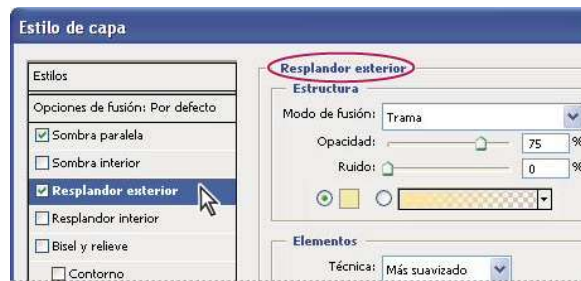 Estilo de capa
Estilos
Opciones de fusión: Por defecto
Sombra paralela
Sombra interior
Resplandor exterior
Resplandor interior
Bisel y relieve
Contorno
Resplandor exterior
Estructura
Modo de fusión: Trama
Opacidad: 75 %
Ruido: 0 %
Elementos
Técnica: Más suavizado